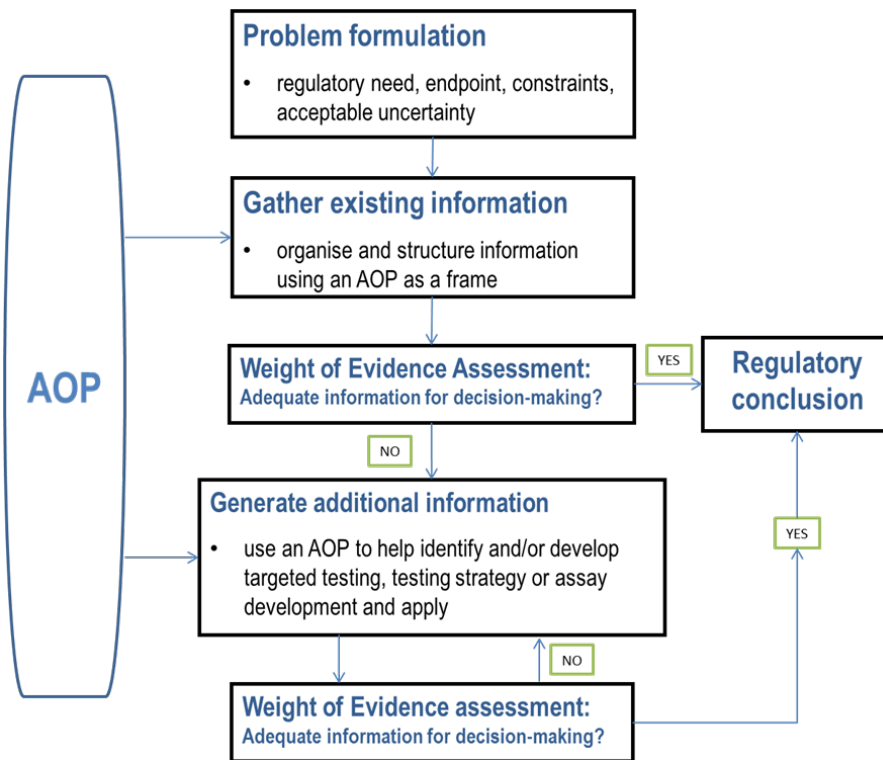 Problem formulation
• regulatory need, endpoint, constraints,
acceptable uncertainty
Gather existing information
• organise and structure information
using an AOP as a frame
AOP
Weight of Evidence Assessment:
Adequate information for decision-making?
YES
Regulatory
conclusion
NO
Generate additional information
• use an AOP to help identify and/or develop
targeted testing, testing strategy or assay
development and apply
YES
NO
Weight of Evidence assessment:
Adequate information for decision-making?